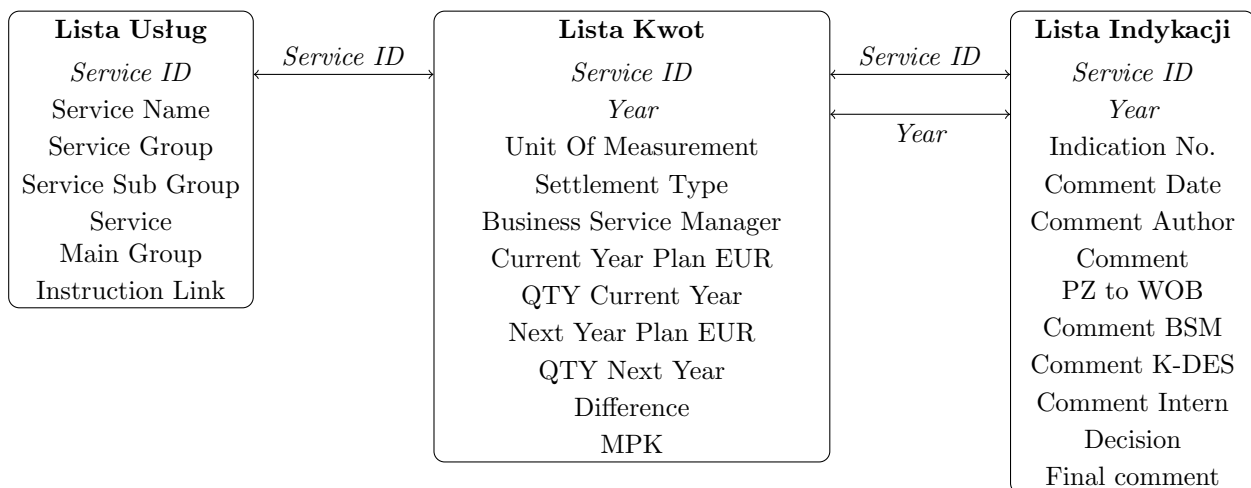 Lista Usług
Service ID
Service Name
Service Group
Service Sub Group
Service
Main Group
Instruction Link
Service ID
Lista Kwot
Service ID
Year
Unit Of Measurement
Settlement Type
Business Service Manager
Current Year Plan EUR
QTY Current Year
Next Year Plan EUR
QTY Next Year
Difference
MPK
Service ID
Year
Lista Indykacji
Service ID
Year
Indication No.
Comment Date
Comment Author
Comment
PZ to WOB
Comment BSM
Comment K-DES
Comment Intern
Decision
Final comment